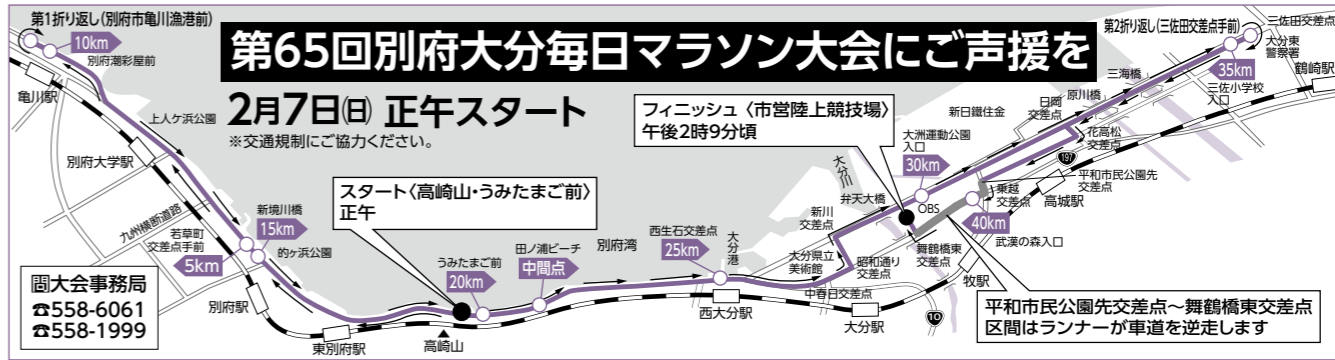 第65回別府大分毎日マラソン大会にご声援を
2月7日㈰ 正午スタート
※交通規制にご協力ください。
第1折り返し(別府市亀川漁港前)
10km
別府潮彩屋前
亀川駅
上人ケ浜公園
別府大学駅
九州横断道路
新境川橋
15km
若草町
交差点手前
5km
的ケ浜公園
別府駅
東別府駅
問大会事務局
☎558-6061
☎558-1999
スタート〈高崎山・うみたまご前〉
正午
高崎山
うみたまご前
20km
田ノ浦ビーチ
中間点
別府湾
西生石交差点
25km
大分港
西大分駅
中春日交差点
大分県立
美術館
新川
交差点
昭和通り
交差点
大分駅
10
大分川
弁天大橋
フィニッシュ〈市営陸上競技場〉
午後2時9分頃
大洲運動公園
入口
30km
OBS
舞鶴橋東
交差点
牧駅
40km
乗越
交差点
武漢の森入口
高城駅
平和市民公園先
交差点
197
花高松
交差点
新日鐵住金
日岡
交差点
原川橋
三海橋
第2折り返し(三佐田交差点手前)
三佐田交差点
大分東
警察署
35km
三佐小学校
入口
鶴崎駅
平和市民公園先交差点～舞鶴橋東交差点
区間はランナーが車道を逆走します